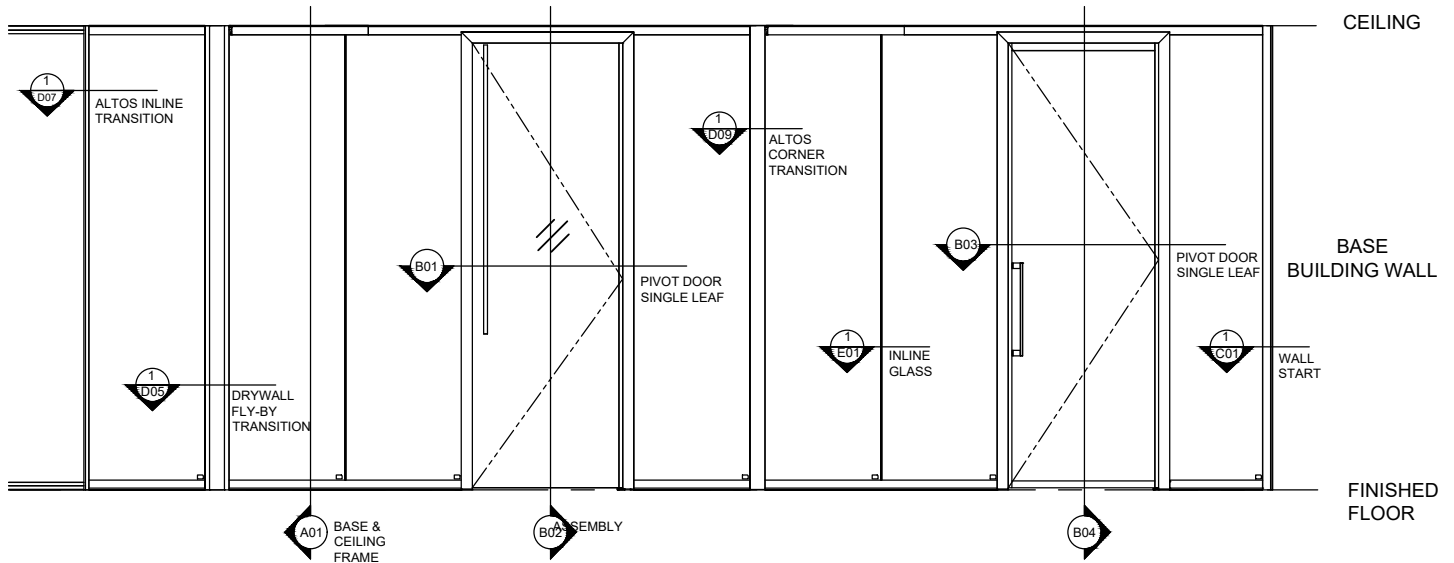 CEILING
1
D07
ALTOS INLINE
TRANSITION
1
D09
ALTOS
CORNER
TRANSITION
B01
PIVOT DOOR
SINGLE LEAF
B03
PIVOT DOOR
SINGLE LEAF
BASE
BUILDING WALL
1
E01
INLINE
GLASS
1
C01
WALL
START
1
D05
DRYWALL
FLY-BY
TRANSITION
FINISHED
FLOOR
A01
BASE &
CEILING
FRAME
B02
ASSEMBLY
B04